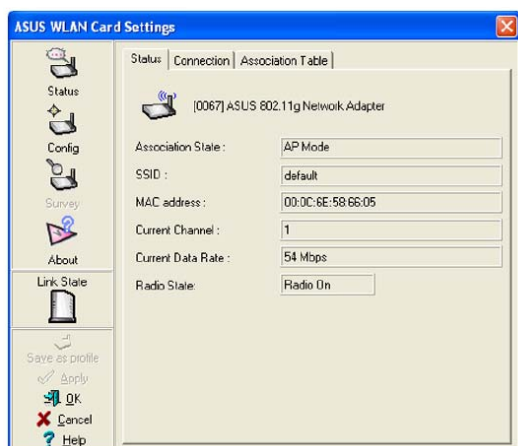 ASUS WLAN Card Settings
Status
Config
Survey
About
Link State
Save as profile
Apply
OK
Cancel
Help
Status Connection Association Table
[0067] ASUS 802.11g Network Adapter
Association State : AP Mode
SSID : default
MAC address : 00:0C:6E:58:66:05
Current Channel : 1
Current Data Rate : 54 Mbps
Radio State: Radio On